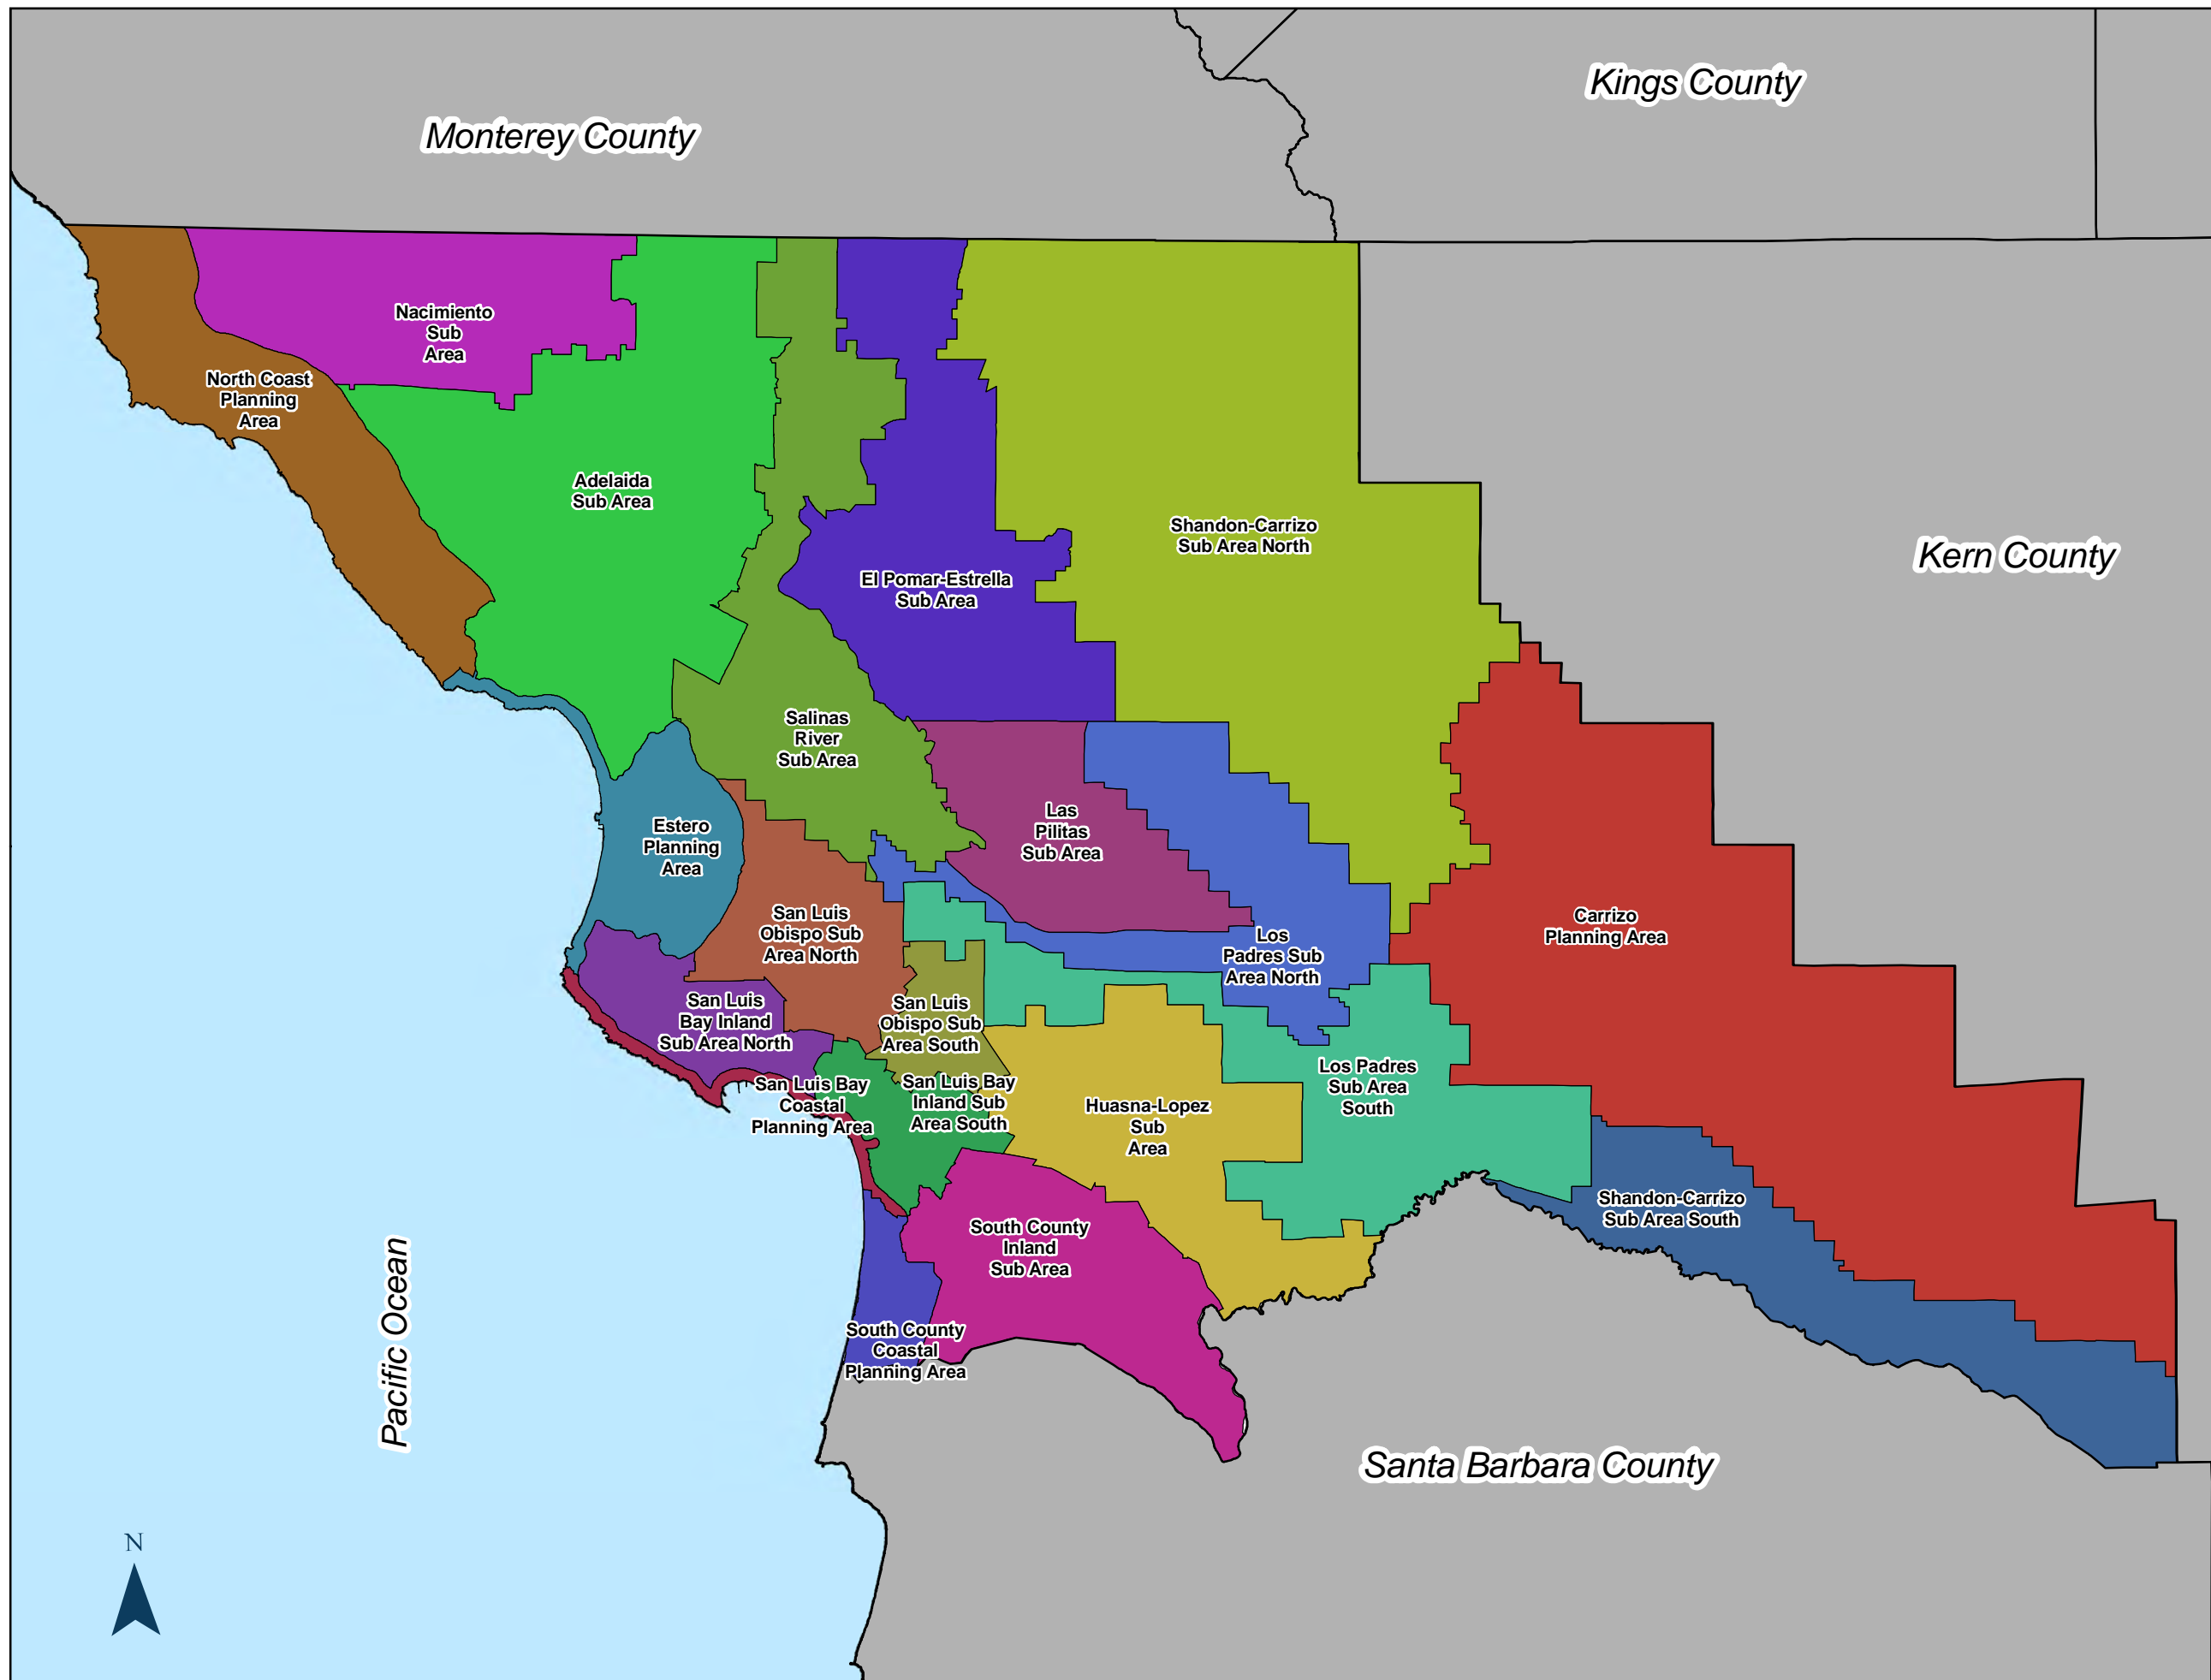 Kings County
Monterey County
Nacimiento
Sub
Area
North Coast
Planning
Area
Adelaida
Sub Area
Shandon-Carrizo
Sub Area North
Kern County
El Pomar-Estrella
Sub Area
Salinas
River
Sub Area
Las
Pilitas
Sub Area
Estero
Planning
Area
San Luis
Obispo Sub
Area North
Carrizo
Planning Area
Los
Padres Sub
Area North
San Luis
Bay Inland
Sub Area North
San Luis
Obispo Sub
Area South
Los Padres
Sub Area
South
San Luis Bay
Coastal
Planning Area
San Luis Bay
Inland Sub
Area South
Huasna-Lopez
Sub
Area
Shandon-Carrizo
Sub Area South
South County
Inland
Sub Area
Pacific Ocean
South County
Coastal
Planning Area
Santa Barbara County
N